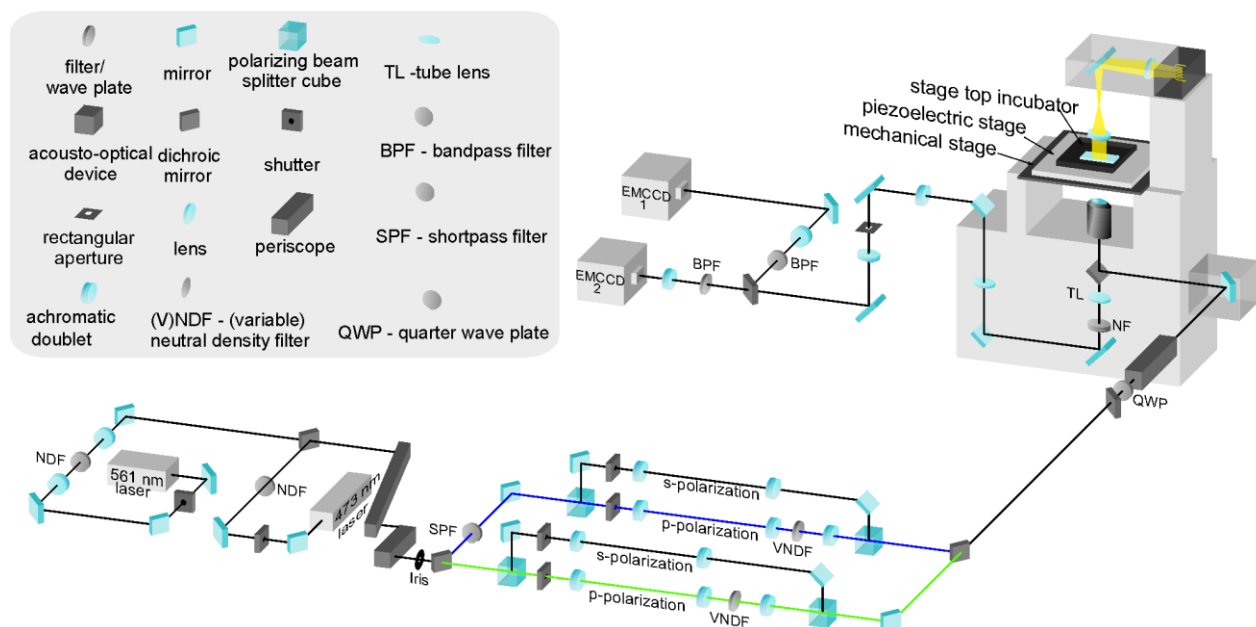 filter/
wave plate
mirror
polarizing beam
splitter cube
TL -tube lens
acousto-optical
device
dichroic
mirror
shutter
BPF - bandpass filter
rectangular
aperture
lens
periscope
SPF - shortpass filter
achromatic
doublet
(V)NDF - (variable)
neutral density filter
QWP - quarter wave plate
stage top incubator
piezoelectric stage
mechanical stage
EMCCD
1
EMCCD
2
BPF
BPF
TL
NF
QWP
NDF
561 nm
laser
NDF
473 nm
laser
SPF
Iris
s-polarization
p-polarization
VNDF
s-polarization
p-polarization
VNDF